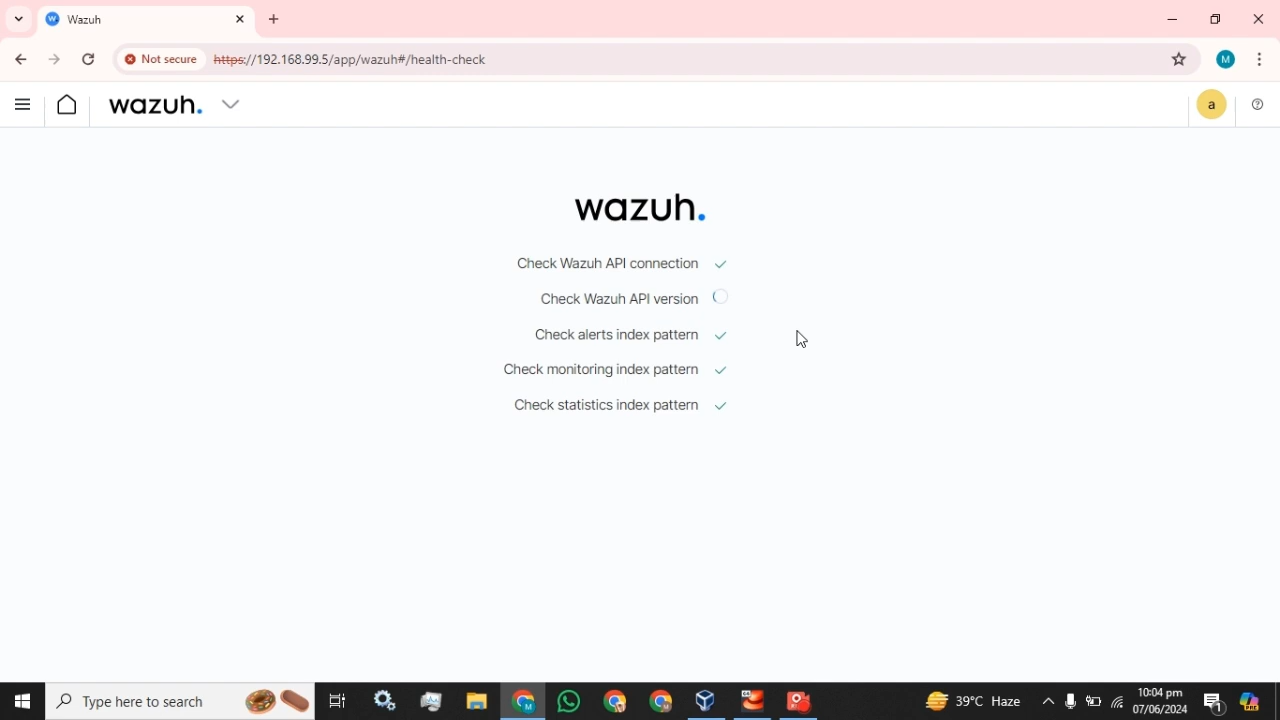 Wazuh
Not secure
https://192.168.99.5/app/wazuh#/health-check
M
wazuh.
a
wazuh.
Check Wazuh API connection
Check Wazuh API version
Check alerts index pattern
Check monitoring index pattern
Check statistics index pattern
Type here to search
39°C Haze
10:04 pm
07/06/2024
1